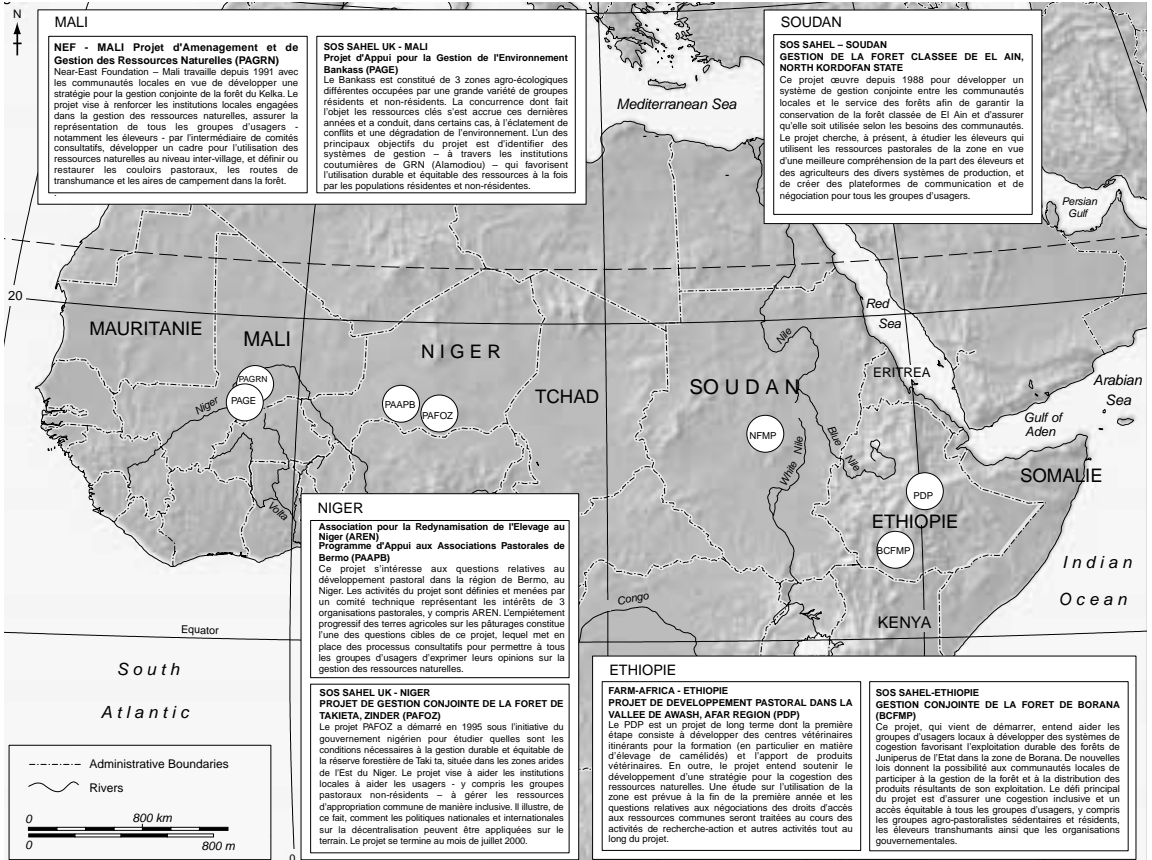 N
MALI
NEF - MALI Projet d'Amenagement et de
Gestion des Ressources Naturelles (PAGRN)
Near-East Foundation – Mali travaille depuis 1991 avec
les communautés locales en vue de développer une
stratégie pour la gestion conjointe de la forêt du Kelka. Le
projet vise à renforcer les institutions locales engagées
dans la gestion des ressources naturelles, assurer la
représentation de tous les groupes d'usagers -
notamment les éleveurs - par l'intermédiaire de comités
consultatifs, développer un cadre pour l'utilisation des
ressources naturelles au niveau inter-village, et définir ou
restaurer les couloirs pastoraux, les routes de
transhumance et les aires de campement dans la forêt.
SOS SAHEL UK - MALI
Projet d'Appui pour la Gestion de l'Environnement
Bankass (PAGE)
Le Bankass est constitué de 3 zones agro-écologiques
différentes occupées par une grande variété de groupes
résidents et non-résidents. La concurrence dont fait
l'objet les ressources clés s'est accrue ces dernières
années et a conduit, dans certains cas, à l'éclatement de
conflits et une dégradation de l'environnement. L'un des
principaux objectifs du projet est d'identifier des
systèmes de gestion – à travers les institutions
coutumières de GRN (Alamodiou) – qui favorisent
l'utilisation durable et équitable des ressources à la fois
par les populations résidentes et non-résidentes.
SOUDAN
SOS SAHEL – SOUDAN
GESTION DE LA FORET CLASSEE DE EL AIN,
NORTH KORDOFAN STATE
Ce projet œuvre depuis 1988 pour développer un
système de gestion conjointe entre les communautés
locales et le service des forêts afin de garantir la
conservation de la forêt classée de El Ain et d'assurer
qu'elle soit utilisée selon les besoins des communautés.
Le projet cherche, à présent, à étudier les éleveurs qui
utilisent les ressources pastorales de la zone en vue
d'une meilleure compréhension de la part des éleveurs et
des agriculteurs des divers systèmes de production, et
de créer des plateformes de communication et de
négociation pour tous les groupes d'usagers.
Mediterranean Sea
Persian
Gulf
20
MAURITANIE
MALI
NIGER
TCHAD
SOUDAN
Nile
Red
Sea
ERITREA
Arabian
Sea
Gulf of
Aden
SOMALIE
PAGRN
PAGE
Niger
PAAPB
PAFOZ
NFMP
White Nile
Blue
Nile
PDP
ETHIOPIE
BCFMP
Volta
Congo
KENYA
Indian
Ocean
Equator
South
Atlantic
NIGER
Association pour la Redynamisation de l'Elevage au
Niger (AREN)
Programme d'Appui aux Associations Pastorales de
Bermo (PAAPB)
Ce projet s'intéresse aux questions relatives au
développement pastoral dans la région de Bermo, au
Niger. Les activités du projet sont définies et menées par
un comité technique représentant les intérêts de 3
organisations pastorales, y compris AREN. L'empiétement
progressif des terres agricoles sur les pâturages constitue
l'une des questions cibles de ce projet, lequel met en
place des processus consultatifs pour permettre à tous
les groupes d'usagers d'exprimer leurs opinions sur la
gestion des ressources naturelles.
SOS SAHEL UK - NIGER
PROJET DE GESTION CONJOINTE DE LA FORET DE
TAKIETA, ZINDER (PAFOZ)
Le projet PAFOZ a démarré en 1995 sous l'initiative du
gouvernement nigérien pour étudier quelles sont les
conditions nécessaires à la gestion durable et équitable de
la réserve forestière de Taki ta, située dans les zones arides
de l'Est du Niger. Le projet vise à aider les institutions
locales à aider les usagers - y compris les groupes
pastoraux non-résidents – à gérer les ressources
d'appropriation commune de manière inclusive. Il illustre, de
ce fait, comment les politiques nationales et internationales
sur la décentralisation peuvent être appliquées sur le
terrain. Le projet se termine au mois de juillet 2000.
ETHIOPIE
FARM-AFRICA - ETHIOPIE
PROJET DE DEVELOPPEMENT PASTORAL DANS LA
VALLEE DE AWASH, AFAR REGION (PDP)
Le PDP est un projet de long terme dont la première
étape consiste à développer des centres vétérinaires
itinérants pour la formation (en particulier en matière
d'élevage de camélidés) et l'apport de produits
vétérinaires. En outre, le projet entend soutenir le
développement d'une stratégie pour la cogestion des
ressources naturelles. Une étude sur l'utilisation de la
zone est prévue à la fin de la première année et les
questions relatives aux négociations des droits d'accès
aux ressources communes seront traitées au cours des
activités de recherche-action et autres activités tout au
long du projet.
SOS SAHEL-ETHIOPIE
GESTION CONJOINTE DE LA FORET DE BORANA
(BCFMP)
Ce projet, qui vient de démarrer, entend aider les
groupes d'usagers locaux à développer des systèmes de
cogestion favorisant l'exploitation durable des forêts de
Juniperus de l'Etat dans la zone de Borana. De nouvelles
lois donnent la possibilité aux communautés locales de
participer à la gestion de la forêt et à la distribution des
produits résultants de son exploitation. Le défi principal
du projet est d'assurer une cogestion inclusive et un
accès équitable à tous les groupes d'usagers, y compris
les groupes agro-pastoralistes sédentaires et résidents,
les éleveurs transhumants ainsi que les organisations
gouvernementales.
Administrative Boundaries
Rivers
0 800 km
0 800 m
0